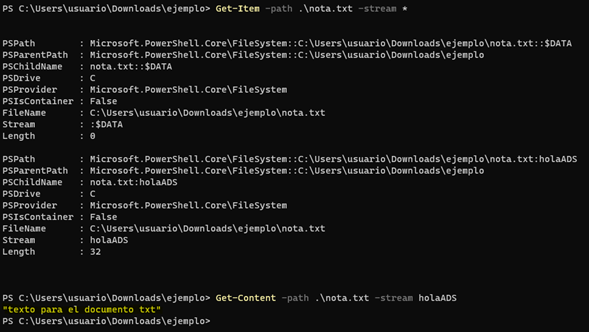 PS C:\Users\usuario\Downloads\ejemplo> Get-Item -path .\nota.txt -stream *
PSPath        : Microsoft.PowerShell.Core\FileSystem::C:\Users\usuario\Downloads\ejemplo\nota.txt::$DATA
PSParentPath  : Microsoft.PowerShell.Core\FileSystem::C:\Users\usuario\Downloads\ejemplo
PSChildName   : nota.txt::$DATA
PSDrive       : C
PSProvider    : Microsoft.PowerShell.Core\FileSystem
PSIsContainer : False
FileName      : C:\Users\usuario\Downloads\ejemplo\nota.txt
Stream        : :$DATA
Length        : 0
PSPath        : Microsoft.PowerShell.Core\FileSystem::C:\Users\usuario\Downloads\ejemplo\nota.txt:holaADS
PSParentPath  : Microsoft.PowerShell.Core\FileSystem::C:\Users\usuario\Downloads\ejemplo
PSChildName   : nota.txt:holaADS
PSDrive       : C
PSProvider    : Microsoft.PowerShell.Core\FileSystem
PSIsContainer : False
FileName      : C:\Users\usuario\Downloads\ejemplo\nota.txt
Stream        : holaADS
Length        : 32
PS C:\Users\usuario\Downloads\ejemplo> Get-Content -path .\nota.txt -stream holaADS
"texto para el documento txt"
PS C:\Users\usuario\Downloads\ejemplo>